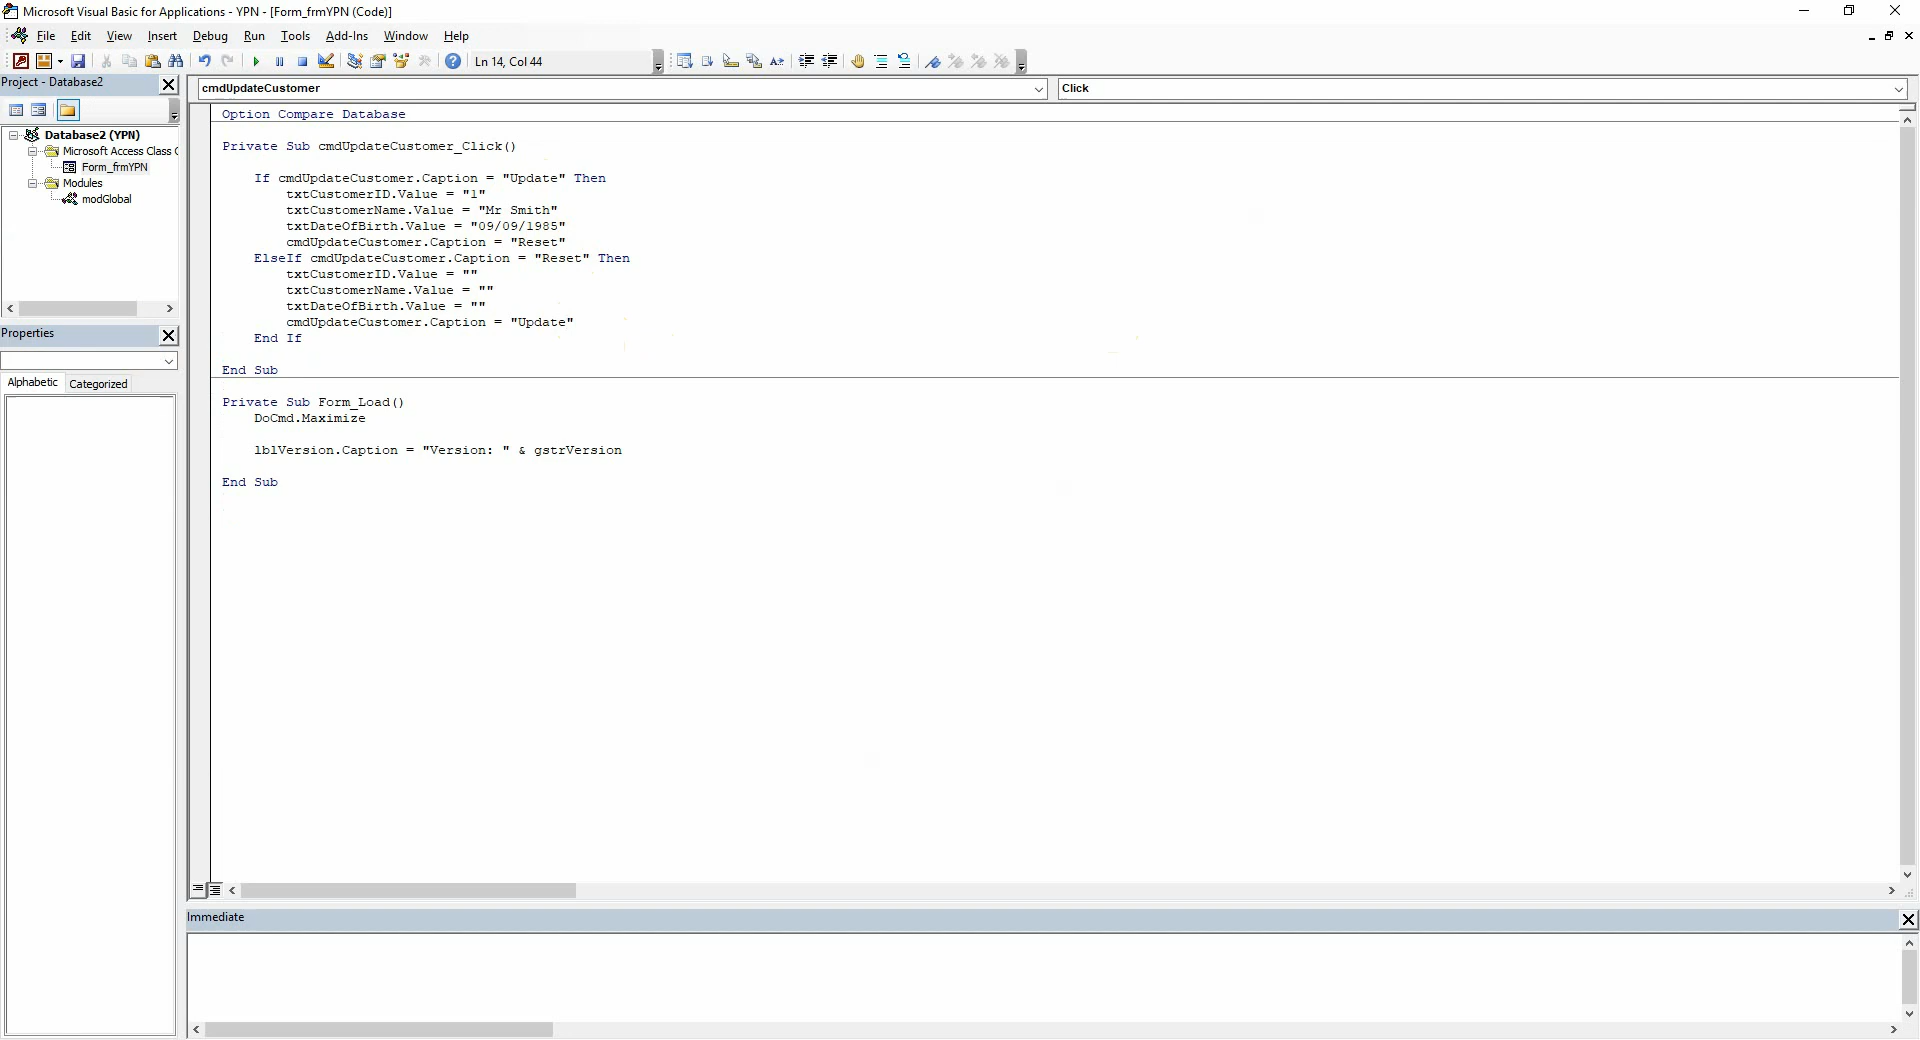 Microsoft Visual Basic for Applications - YPN - [Form_frmYPN (Code)]
File Edit View Insert Debug Run Tools Add-Ins Window Help
Ln 14, Col 44
Project - Database2
cmdUpdateCustomer
Click
Database2 (YPN)
Microsoft Access Class
Form_frmYPN
Modules
modGlobal
Properties
Alphabetic Categorized
Option Compare Database
Private Sub cmdUpdateCustomer_Click()
If cmdUpdateCustomer.Caption = "Update" Then
txtCustomerID.Value = "1"
txtCustomerName.Value = "Mr Smith"
txtDateOfBirth.Value = "09/09/1985"
cmdUpdateCustomer.Caption = "Reset"
ElseIf cmdUpdateCustomer.Caption = "Reset" Then
txtCustomerID.Value = ""
txtCustomerName.Value = ""
txtDateOfBirth.Value = ""
cmdUpdateCustomer.Caption = "Update"
End If
End Sub
Private Sub Form_Load()
DoCmd.Maximize
lblVersion.Caption = "Version: " & gstrVersion
End Sub
Immediate